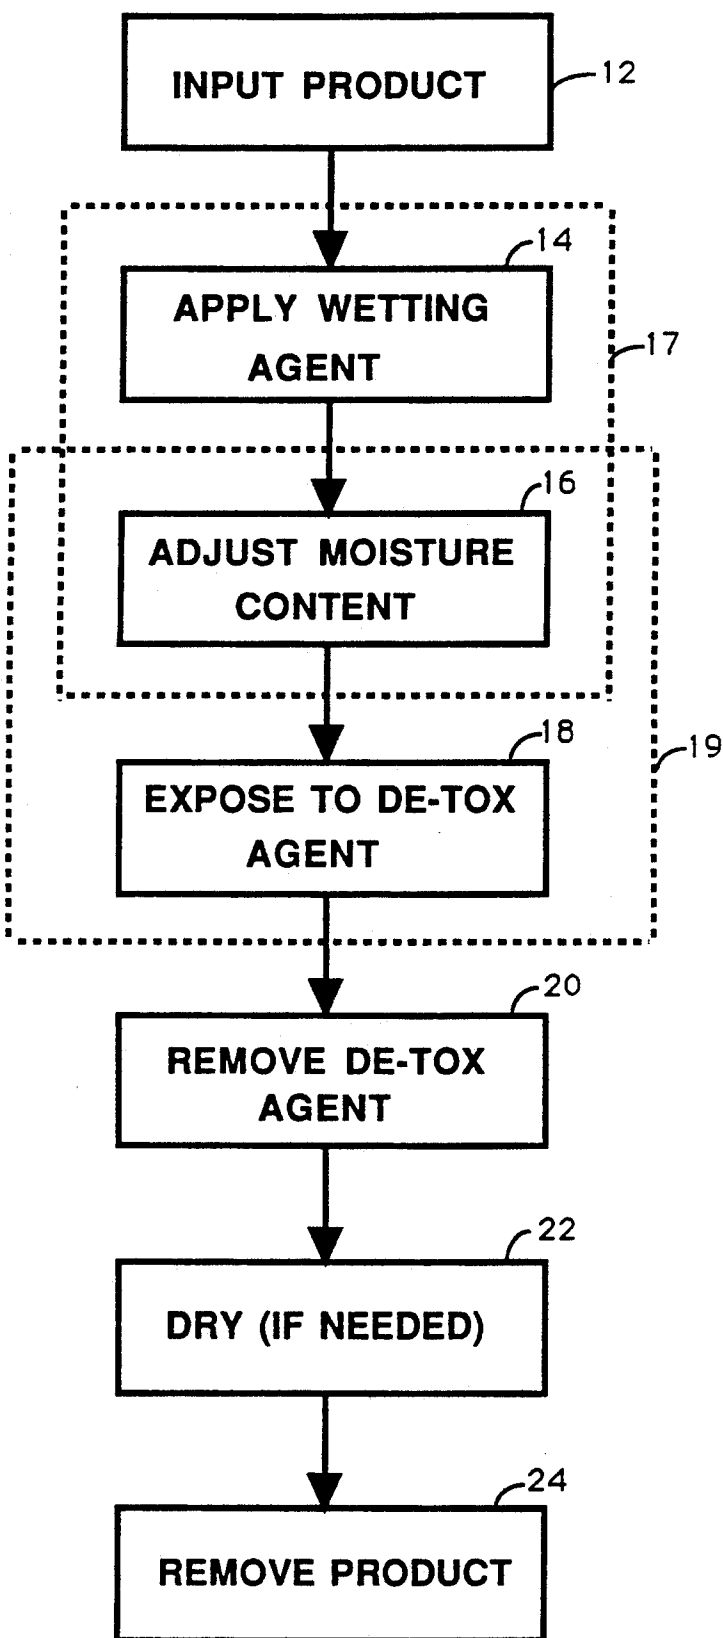 INPUT PRODUCT
12
14
APPLY WETTING
AGENT
17
16
ADJUST MOISTURE
CONTENT
18
19
EXPOSE TO DE-TOX
AGENT
20
REMOVE DE-TOX
AGENT
22
DRY (IF NEEDED)
24
REMOVE PRODUCT